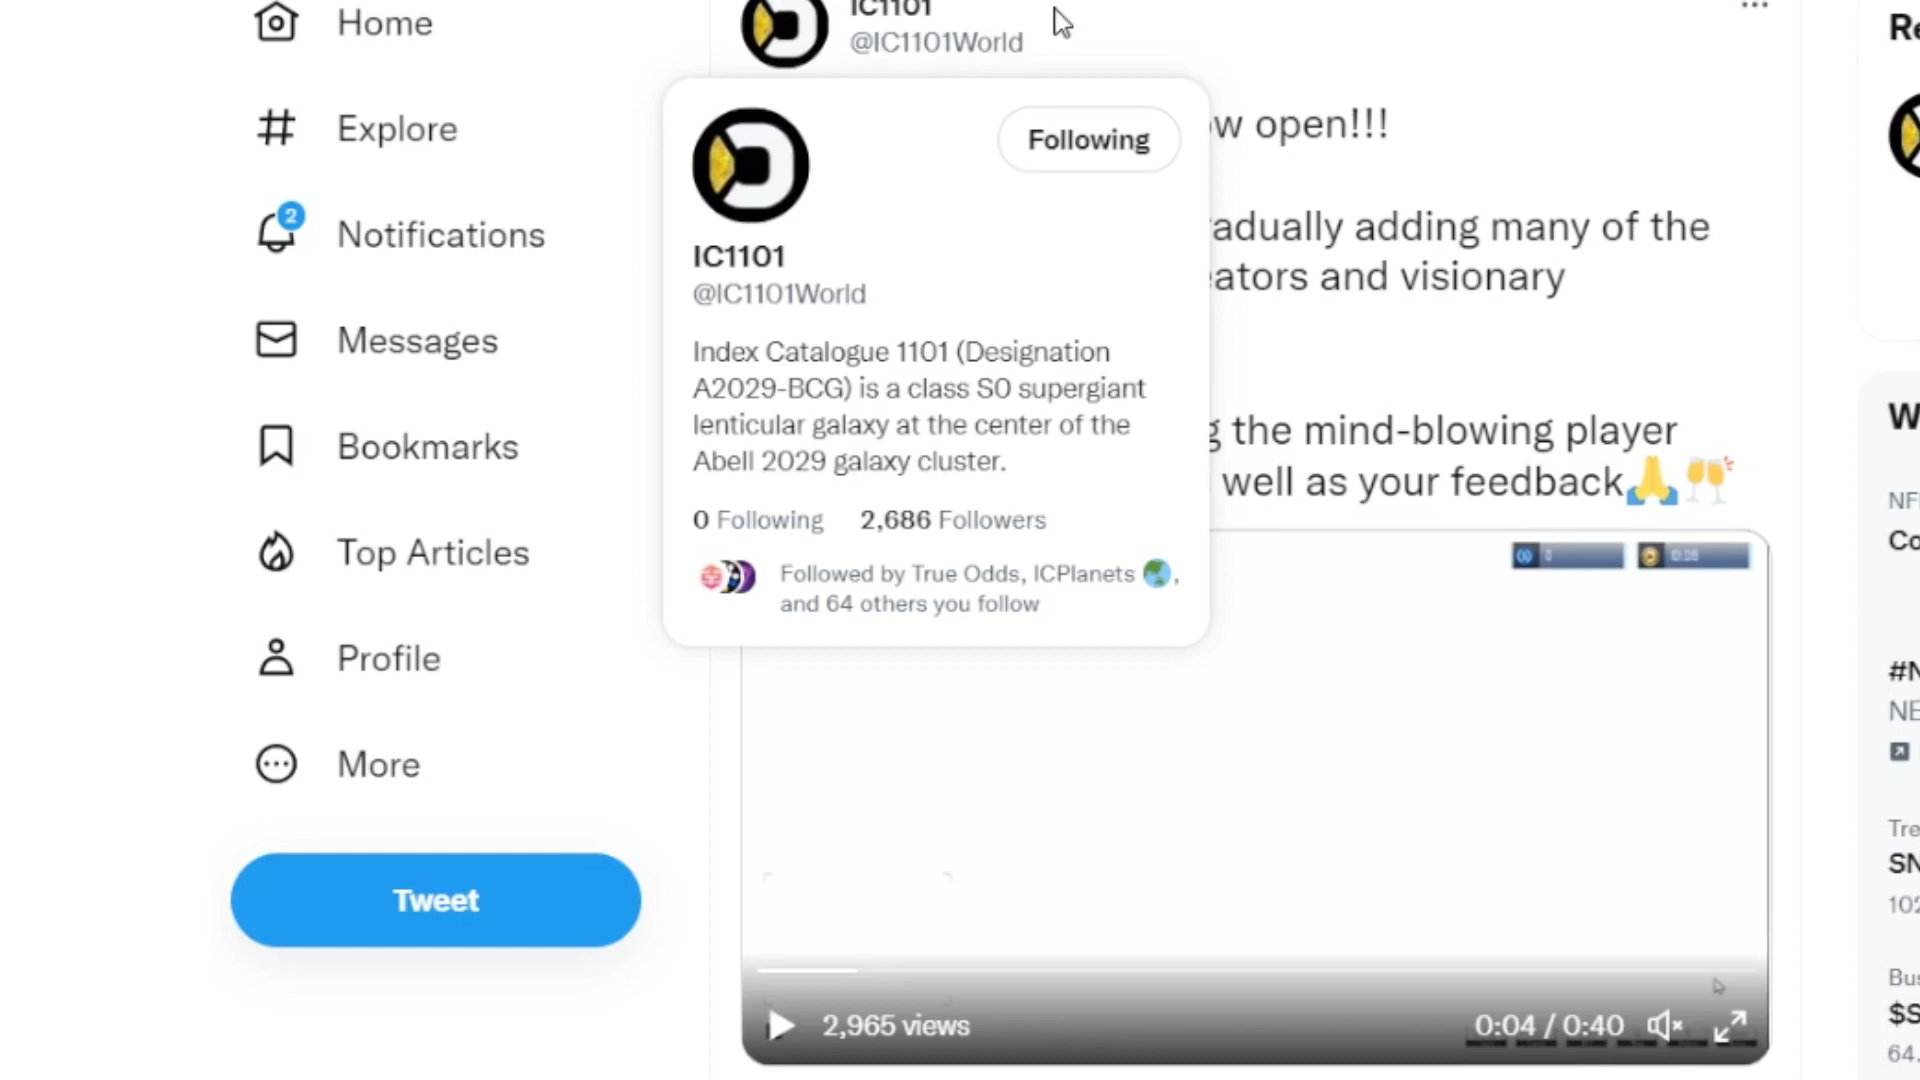 Home
Explore
2
Notifications
Messages
Bookmarks
Top Articles
Profile
More
Tweet
IC1101
@IC1101World
Following
IC1101
@IC1101World
Index Catalogue 1101 (Designation
A2029-BCG) is a class S0 supergiant
lenticular galaxy at the center of the
Abell 2029 galaxy cluster.
0 Following 2,686 Followers
Followed by True Odds, ICPlanets 🌏,
and 64 others you follow
open!!!
adding many of the
and visionary
the mind-blowing player
well as your feedback🙏🥂
0
2,965 views
0:04 / 0:40